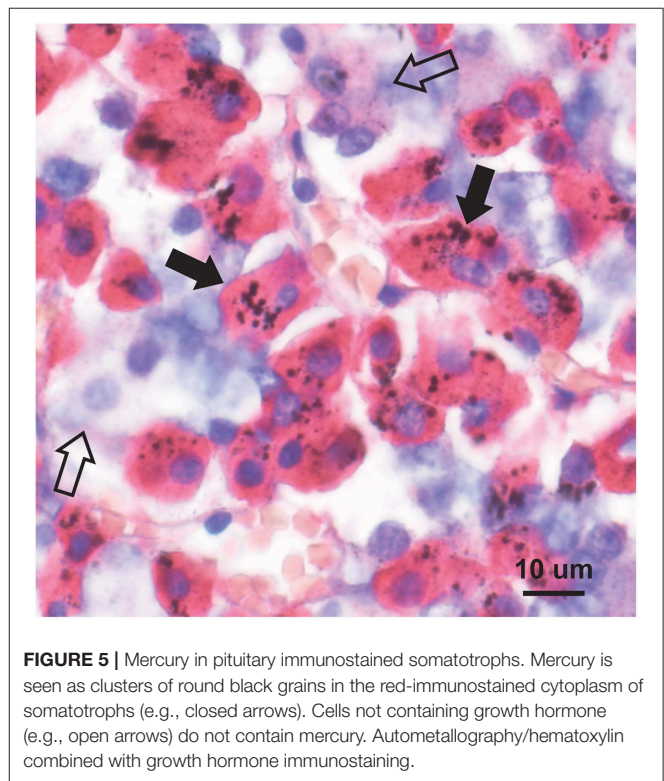 10 um
FIGURE 5 | Mercury in pituitary immunostained somatotrophs. Mercury is
seen as clusters of round black grains in the red-immunostained cytoplasm of
somatotrophs (e.g., closed arrows). Cells not containing growth hormone
(e.g., open arrows) do not contain mercury. Autometallography/hematoxylin
combined with growth hormone immunostaining.